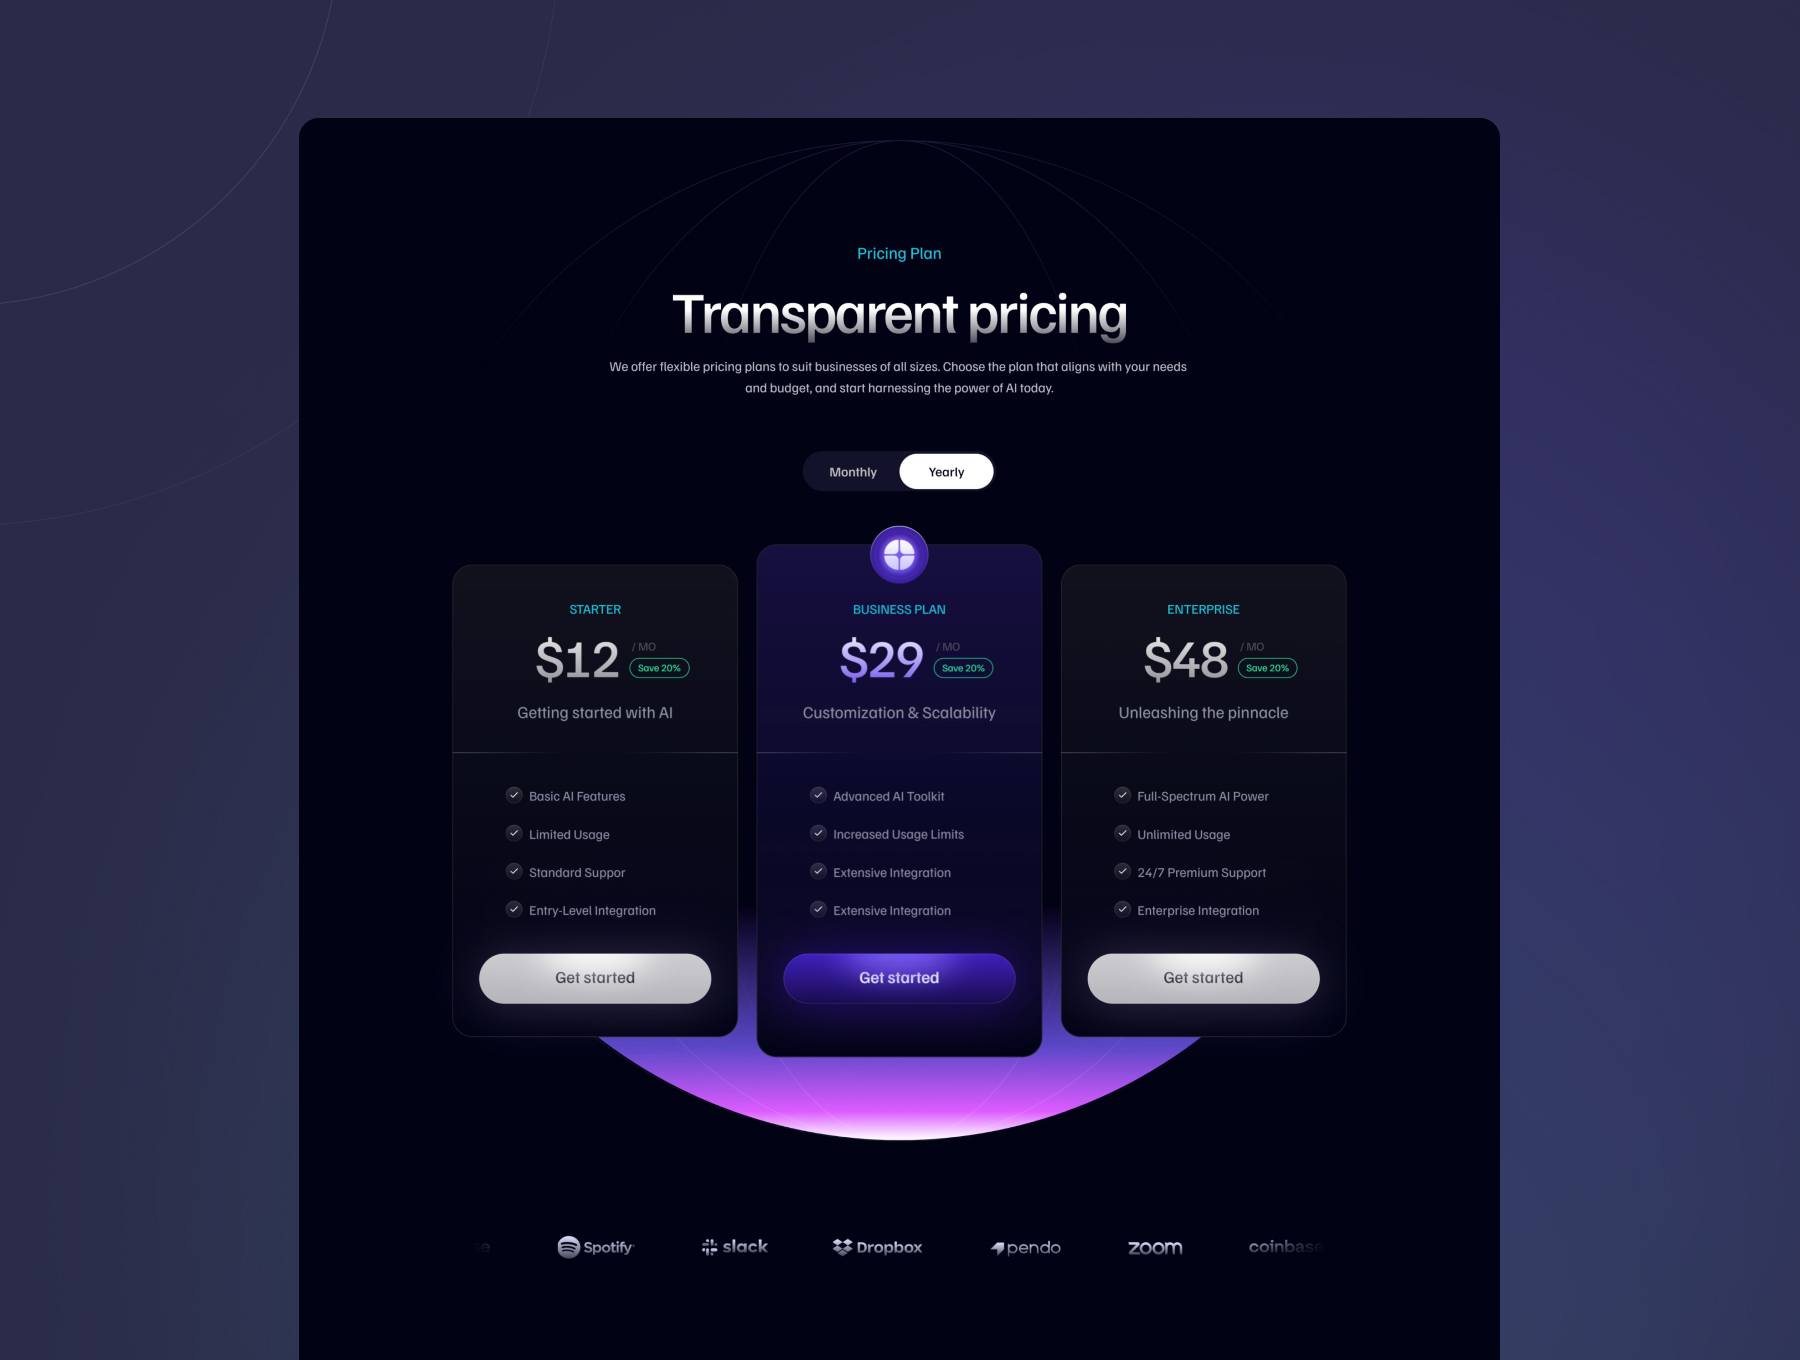 Pricing Plan
Transparent pricing
We offer flexible pricing plans to suit businesses of all sizes. Choose the plan that aligns with your needs
and budget, and start harnessing the power of AI today.
Monthly
Yearly
STARTER
$12
/ MO
Save 20%
Getting started with AI
Basic AI Features
Limited Usage
Standard Suppor
Entry-Level Integration
Get started
BUSINESS PLAN
$29
/ MO
Save 20%
Customization & Scalability
Advanced AI Toolkit
Increased Usage Limits
Extensive Integration
Extensive Integration
Get started
ENTERPRISE
$48
/ MO
Save 20%
Unleashing the pinnacle
Full-Spectrum AI Power
Unlimited Usage
24/7 Premium Support
Enterprise Integration
Get started
Spotify
slack
Dropbox
pendo
zoom
coinbase